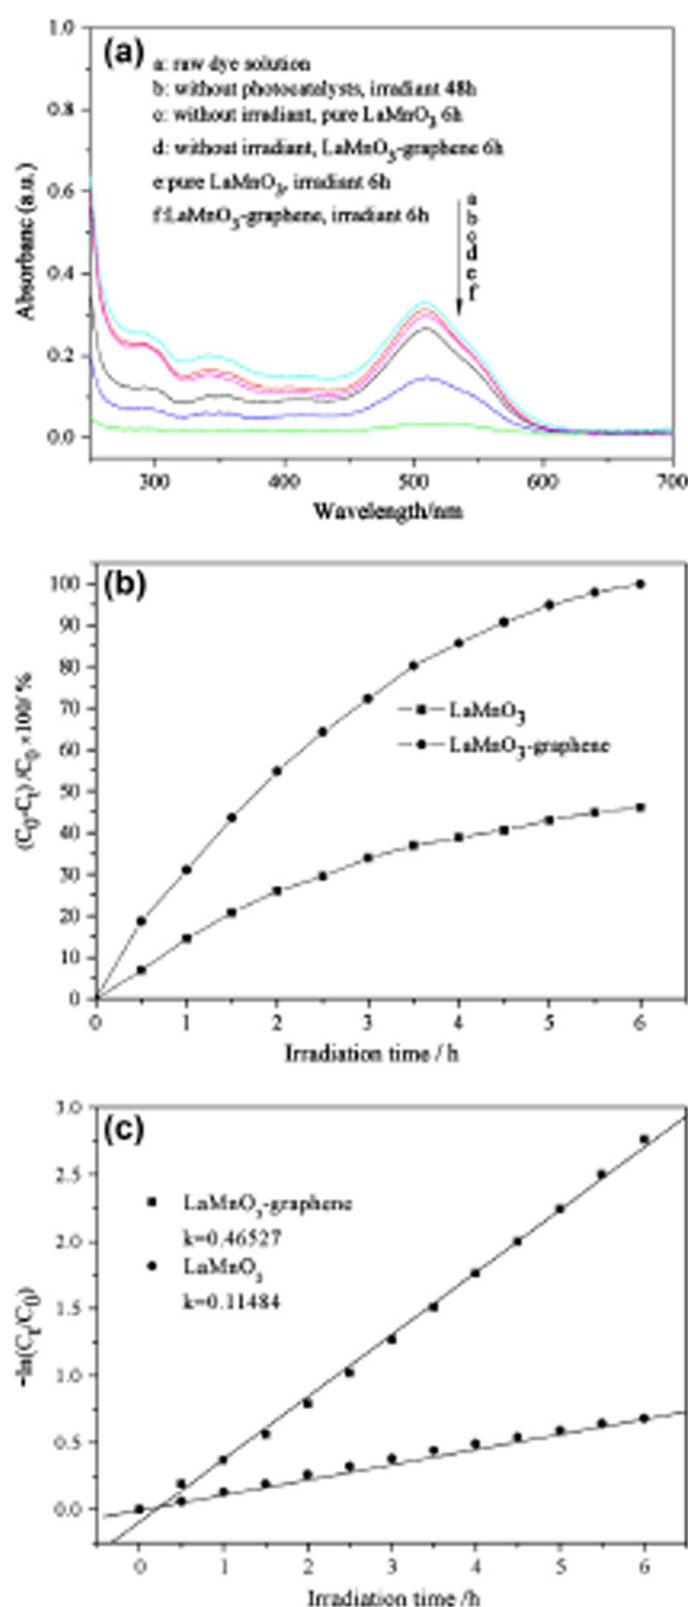 (a)
a: raw dye solution
b: without photocatalysts, irradiant 48h
c: without irradiant, pure LaMnO3 6h
d: without irradiant, LaMnO3-graphene 6h
e:pure LaMnO3, irradiant 6h
f:LaMnO3-graphene, irradiant 6h
a
b
c
d
e
f
Absorbanc (a.u.)
1.0
0.8
0.6
0.4
0.2
0.0
300 400 500 600 700
Wavelength/nm
(b)
(C0-Ct) /C0 ×100/ %
100
90
80
70
60
50
40
30
20
10
0
LaMnO3
LaMnO3-graphene
0 1 2 3 4 5 6
Irradiation time / h
(c)
-ln(Ct/C0)
3.0
2.5
2.0
1.5
1.0
0.5
0.0
LaMnO3-graphene
k=0.46527
LaMnO3
k=0.11484
0 1 2 3 4 5 6
Irradiation time /h